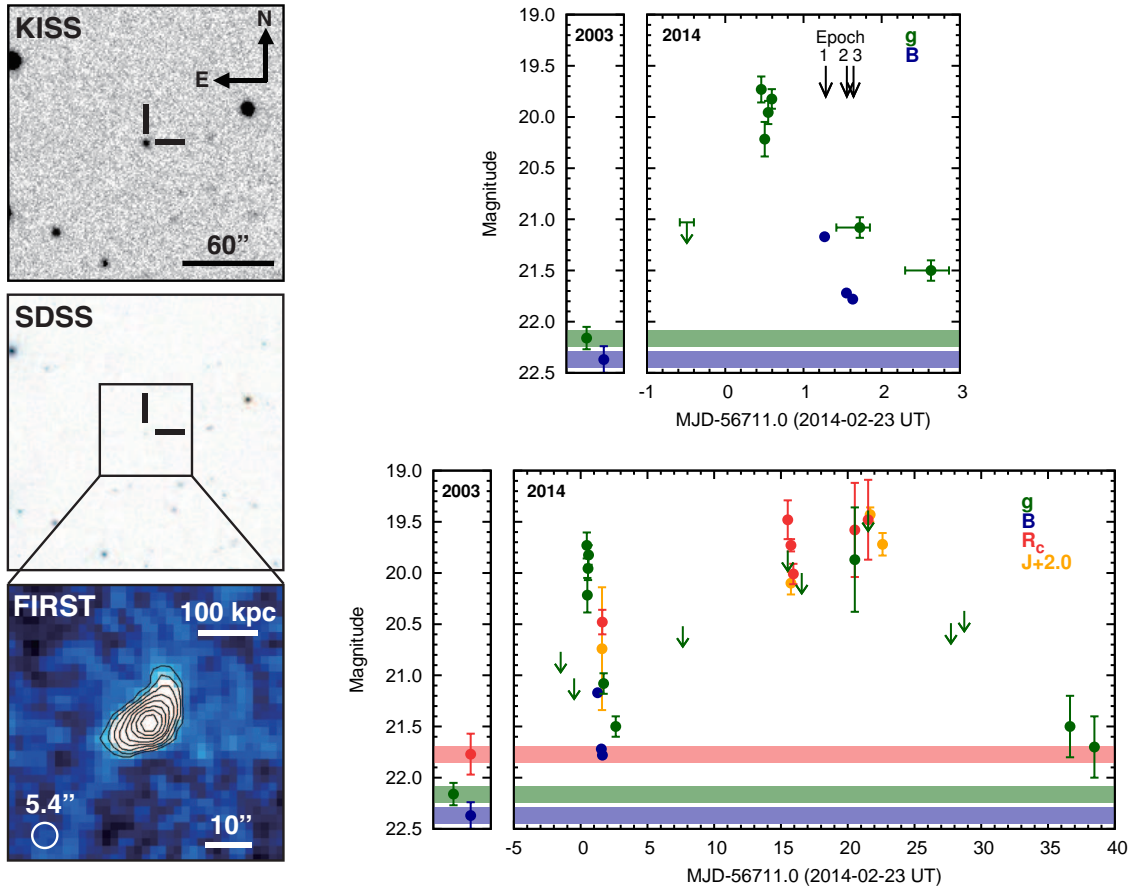 KISS
N
E
60”
SDSS
FIRST
100 kpc
5.4”
10”
2003
2014
Epoch
1 2 3
g
B
Magnitude
19.0
19.5
20.0
20.5
21.0
21.5
22.0
22.5
-1 0 1 2 3
MJD-56711.0 (2014-02-23 UT)
2003
2014
g
B
Rc
J+2.0
Magnitude
19.0
19.5
20.0
20.5
21.0
21.5
22.0
22.5
-5 0 5 10 15 20 25 30 35 40
MJD-56711.0 (2014-02-23 UT)